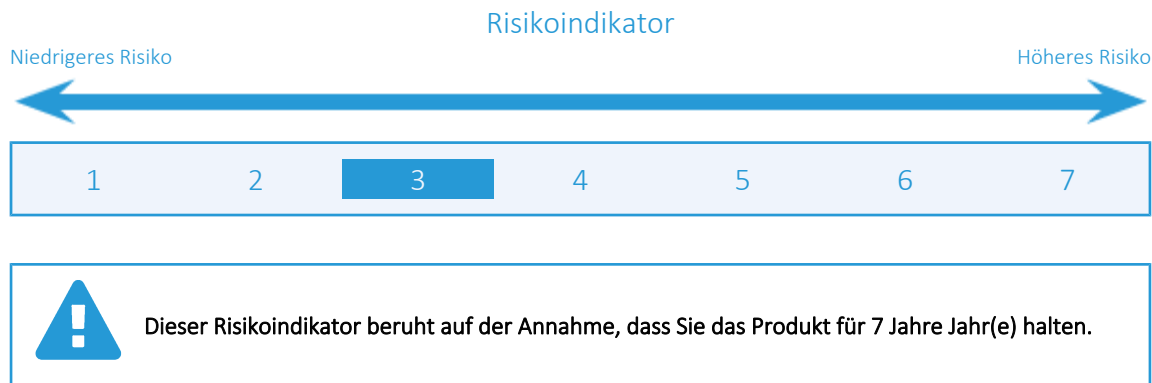 Risikoindikator
Niedrigeres Risiko Höheres Risiko
1 2 3 4 5 6 7
Dieser Risikoindikator beruht auf der Annahme, dass Sie das Produkt für 7 Jahre Jahr(e) halten.